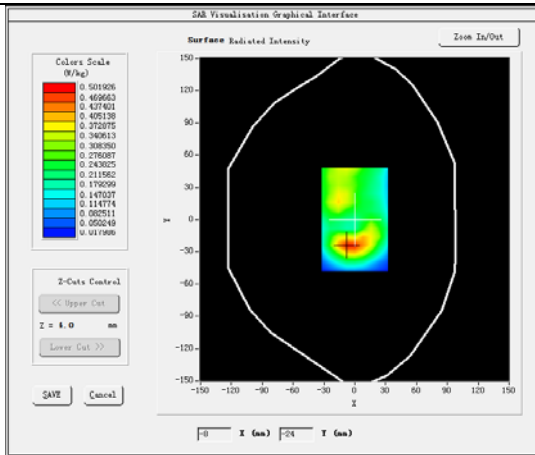 SAR Visualisation Graphical Interface
Surface Radiated Intensity
Zoom In/Out
Colors Scale
(W/kg)
0.501926
0.469663
0.437401
0.405138
0.372875
0.340613
0.308350
0.276087
0.243825
0.211562
0.179299
0.147037
0.114774
0.082511
0.050249
0.017986
150
120
90
60
30
0
-30
-60
-90
-120
-150
Y
-150 -120 -90 -60 -30 0 30 60 90 120 150
X
Z-Cuts Control
<< Upper Cut
Z = 4.0 mm
Lower Cut >>
SAVE
Cancel
-8 X (mm) -24 Y (mm)